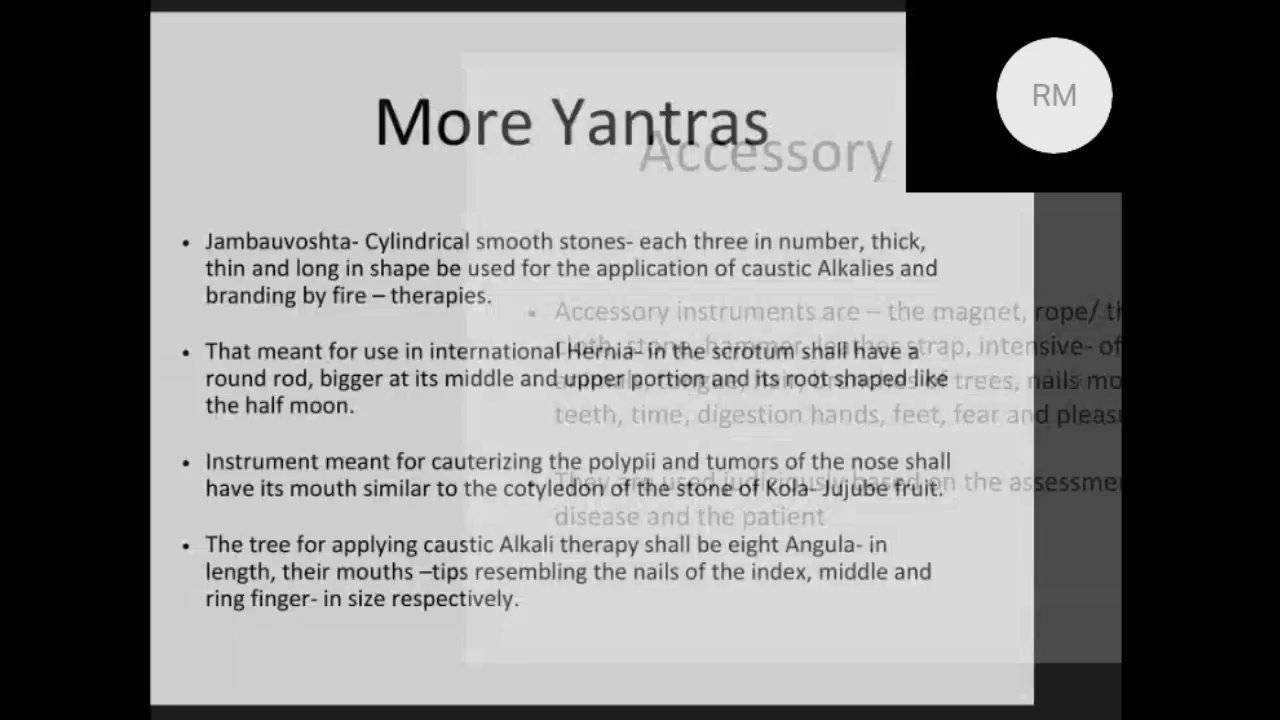 RM
More Yantras
• Jambauvoshta- Cylindrical smooth stones- each three in number, thick,
thin and long in shape be used for the application of caustic Alkalies and
branding by fire – therapies.
• That meant for use in international Hernia- in the scrotum shall have a
round rod, bigger at its middle and upper portion and its root shaped like
the half moon.
• Instrument meant for cauterizing the polypii and tumors of the nose shall
have its mouth similar to the cotyledon of the stone of Kola- Jujube fruit.
• The tree for applying caustic Alkali therapy shall be eight Angula- in
length, their mouths –tips resembling the nails of the index, middle and
ring finger- in size respectively.
Accessory
• Accessory instruments are – the magnet, rope/
strap, intensive-
trees, nails
teeth, time, digestion hands, feet, fear and
the
disease and the patient